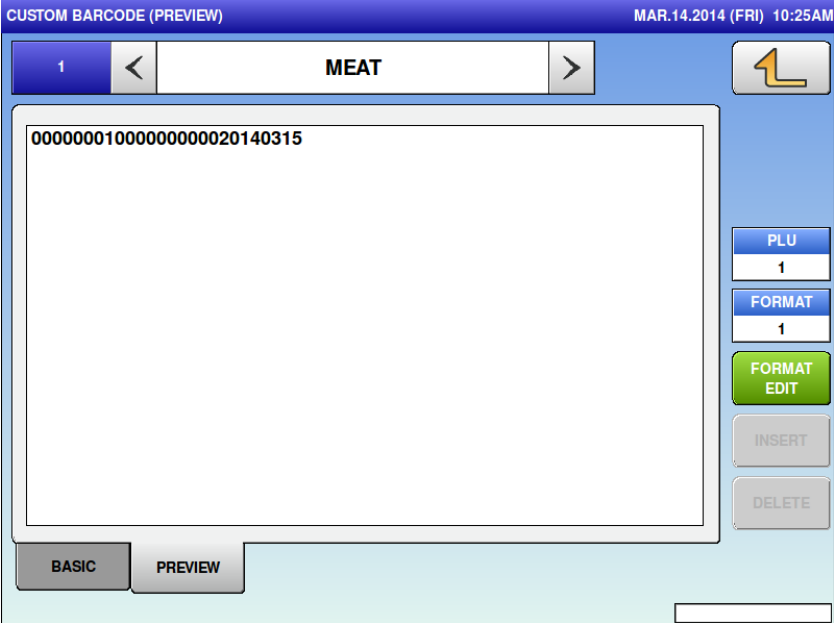 CUSTOM BARCODE (PREVIEW) MAR.14.2014 (FRI) 10:25AM
1 < MEAT >
000000010000000000020140315
PLU
1
FORMAT
1
FORMAT
EDIT
INSERT
DELETE
BASIC PREVIEW